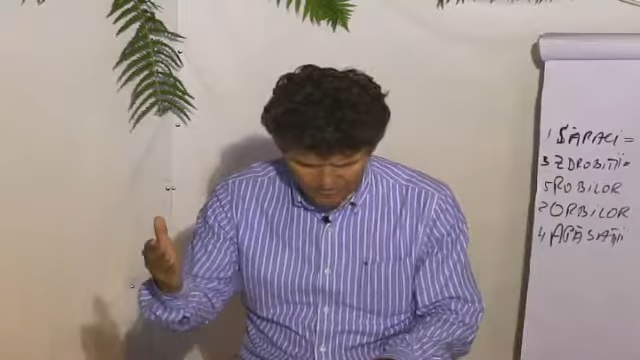 1 SĂRACI =
3 ZDROBIȚII =
5 ROBILOR
2 ORBILOR
4 APĂSAȚII